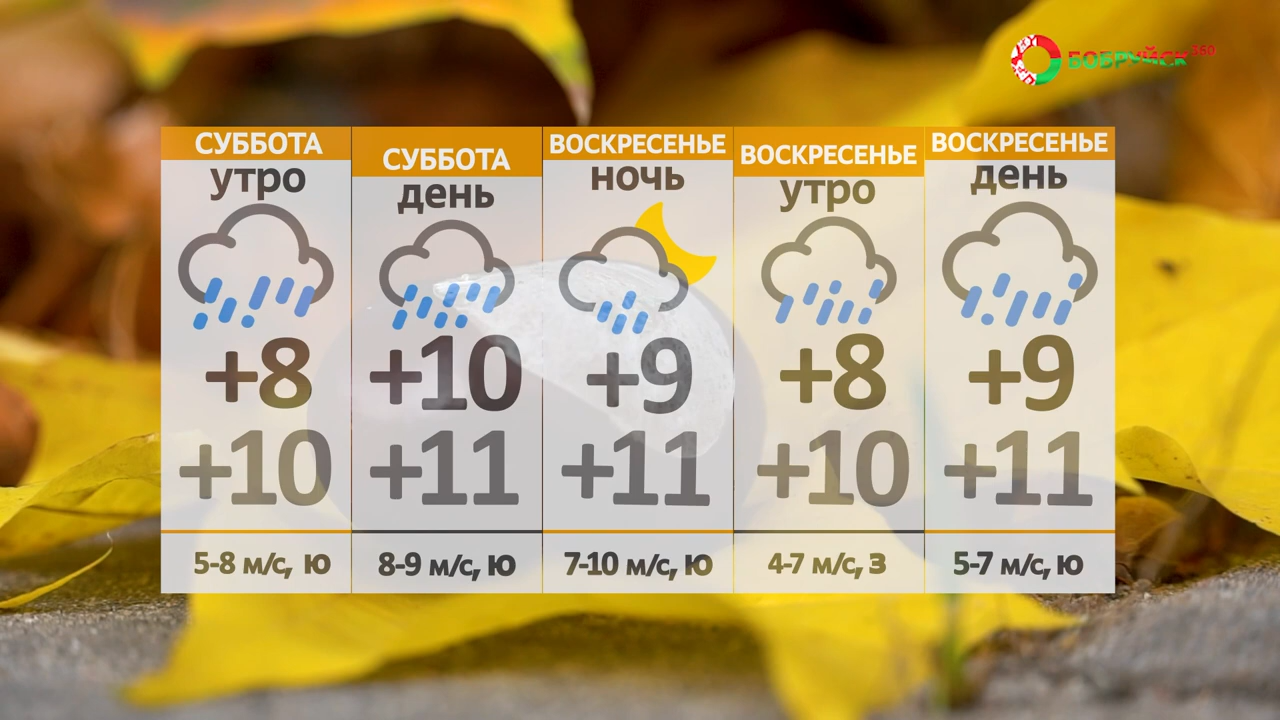 БОБРУЙСК 360
СУББОТА
утро
+8
+10
5-8 м/с, Ю
СУББОТА
день
+10
+11
8-9 м/с, Ю
ВОСКРЕСЕНЬЕ
ночь
+9
+11
7-10 м/с, Ю
ВОСКРЕСЕНЬЕ
утро
+8
+10
4-7 м/с, З
ВОСКРЕСЕНЬЕ
день
+9
+11
5-7 м/с, Ю